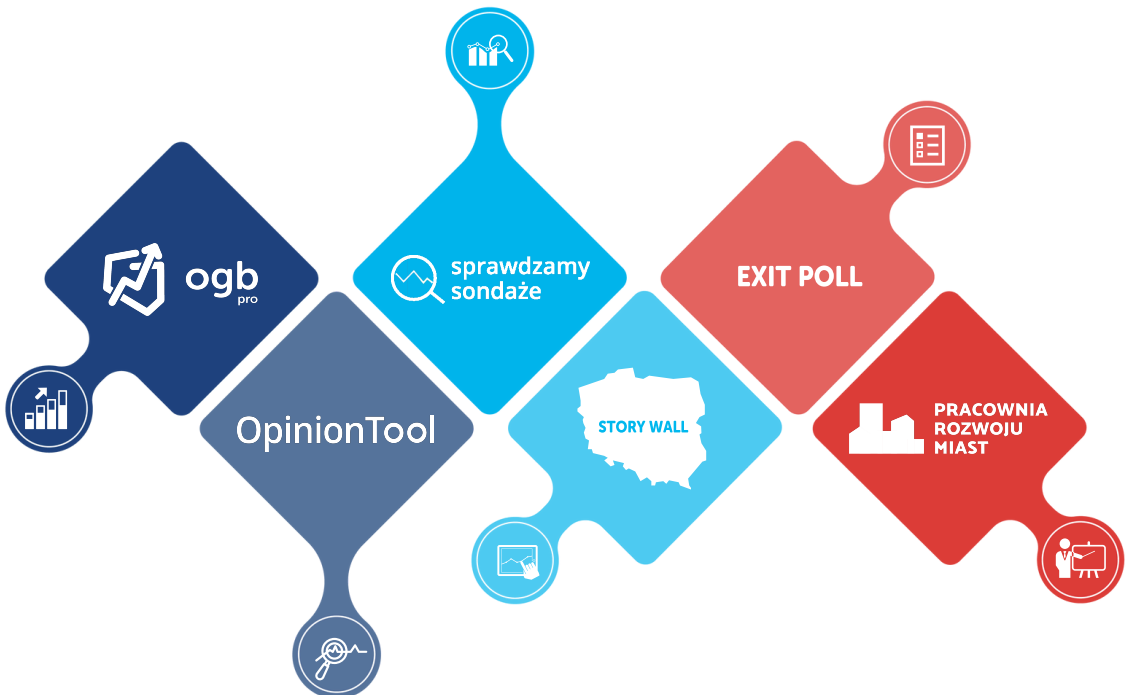 ogb
pro
OpinionTool
sprawdzamy
sondaże
STORY WALL
EXIT POLL
PRACOWNIA
ROZWOJU
MIAST